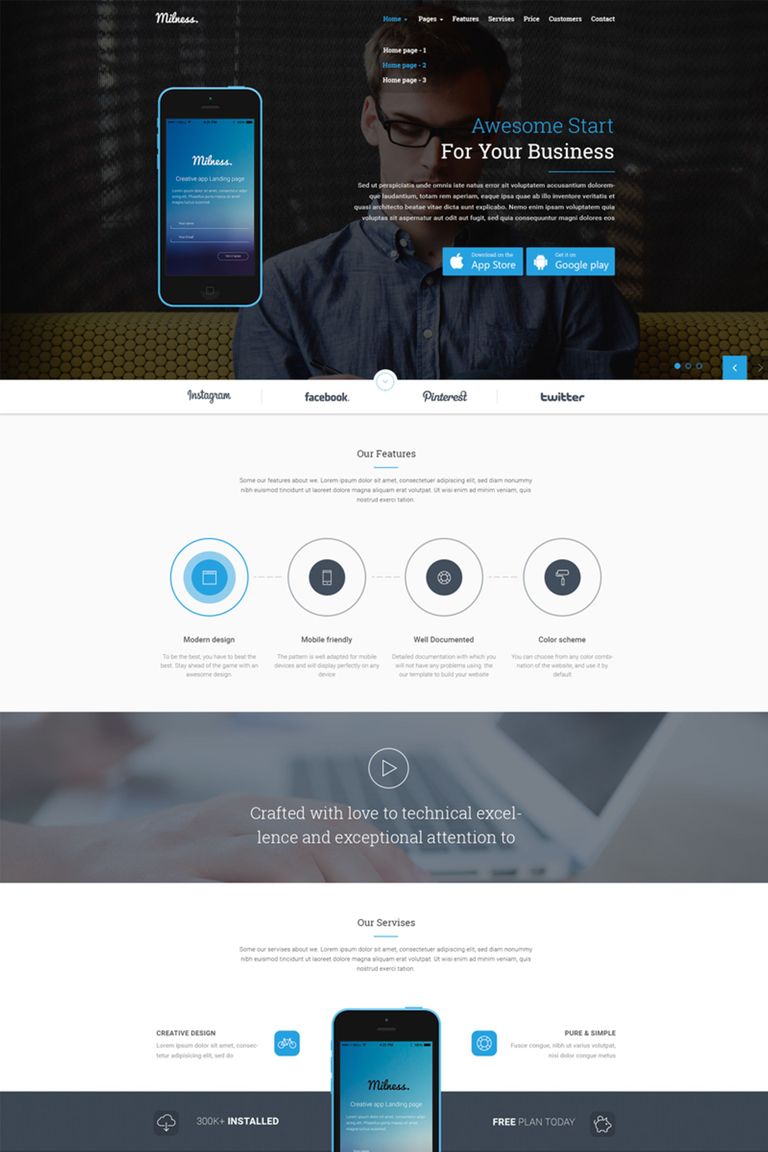 Milness.
Home Pages Features Servises Price Customers Contact
Home page - 1
Home page - 2
Home page - 3
Milness.
Creative app Landing page
Awesome Start
For Your Business
Sed ut perspiciatis unde omnis iste natus error sit voluptatem accusantium dolorem-
que laudantium, totam rem aperiam, eaque ipsa quae ab illo inventore veritatis et
quasi architecto beatae vitae dicta sunt explicabo. Nemo enim ipsam voluptatem quia
voluptas sit aspernatur aut odit aut fugit, sed quia consequuntur magni dolores eos
Download on the
App Store
Get it on
Google play
Instagram
facebook.
Pinterest
twitter
Our Features
Some our features about we. Lorem ipsum dolor sit amet, consectetuer adipiscing elit, sed diam nonummy
nibh euismod tincidunt ut laoreet dolore magna aliquam erat volutpat. Ut wisi enim ad minim veniam, quis
nostrud exerci tation.
Modern design
To be the best, you have to beat the
best. Stay ahead of the game with an
awesome design
Mobile friendly
The pattern is well adapted for mobile
devices and will display perfectly on any
device
Well Documented
Detailed documentation with which you
will not have any problems using the
our template to build your website
Color scheme
You can choose from any color combi-
nation of the website, and use it by
default
Crafted with love to technical excel-
lence and exceptional attention to
Our Servises
Some our servises about we. Lorem ipsum dolor sit amet, consectetuer adipiscing elit, sed diam nonummy
nibh euismod tincidunt ut laoreet dolore magna aliquam erat volutpat. Ut wisi enim ad minim veniam, quis
nostrud exerci tation.
CREATIVE DESIGN
Lorem ipsum dolor sit amet, consec-
tetur adipisicing elit, sed do
PURE & SIMPLE
Fusce congue, nibh ut varius volutpat,
nisi dolor congue metus
4:21 PM
Milness.
Creative app Landing page
300K+ INSTALLED
FREE PLAN TODAY